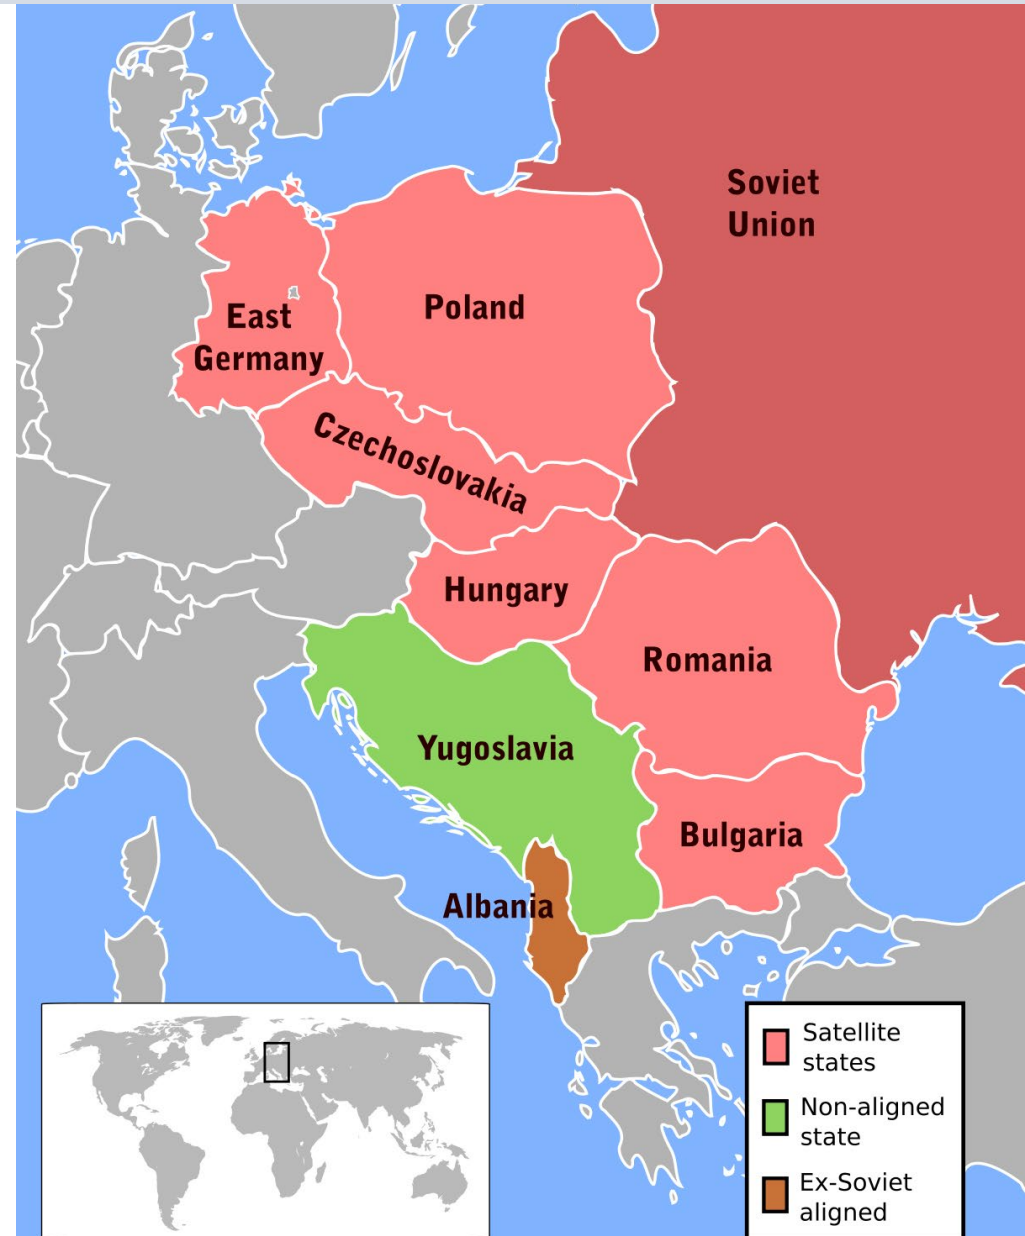 Soviet
Union
Poland
East
Germany
Czechoslovakia
Hungary
Romania
Yugoslavia
Bulgaria
Albania
Satellite
states
Non-aligned
state
Ex-Soviet
aligned